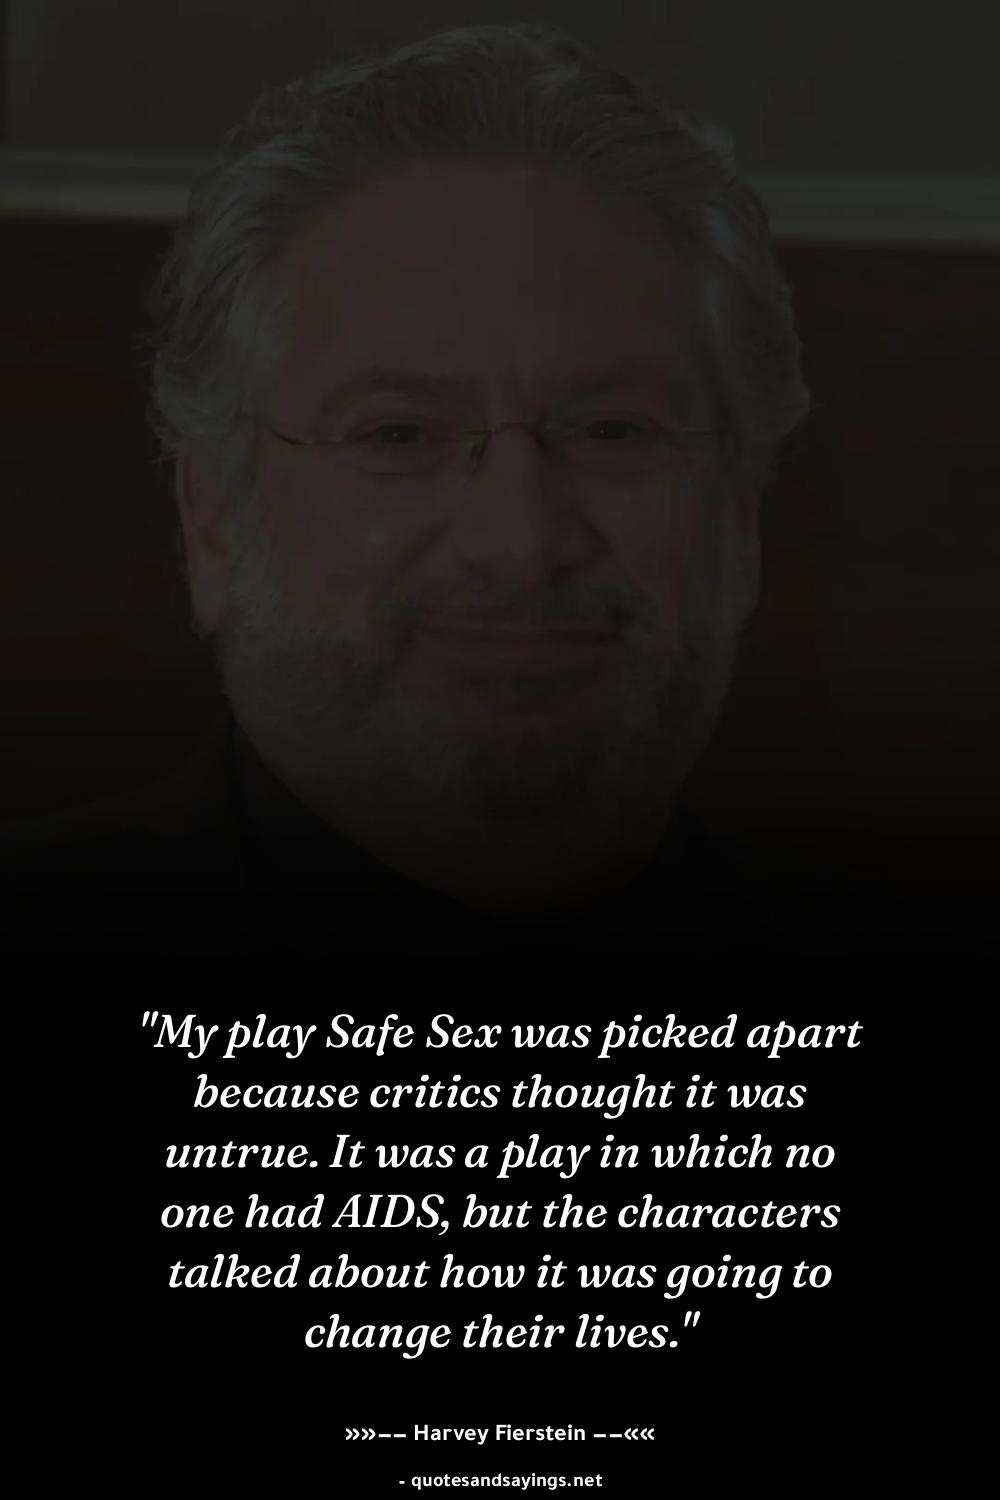 "My play Safe Sex was picked apart
because critics thought it was
untrue. It was a play in which no
one had AIDS, but the characters
talked about how it was going to
change their lives."
»»–– Harvey Fierstein ––««
- quotesandsayings.net